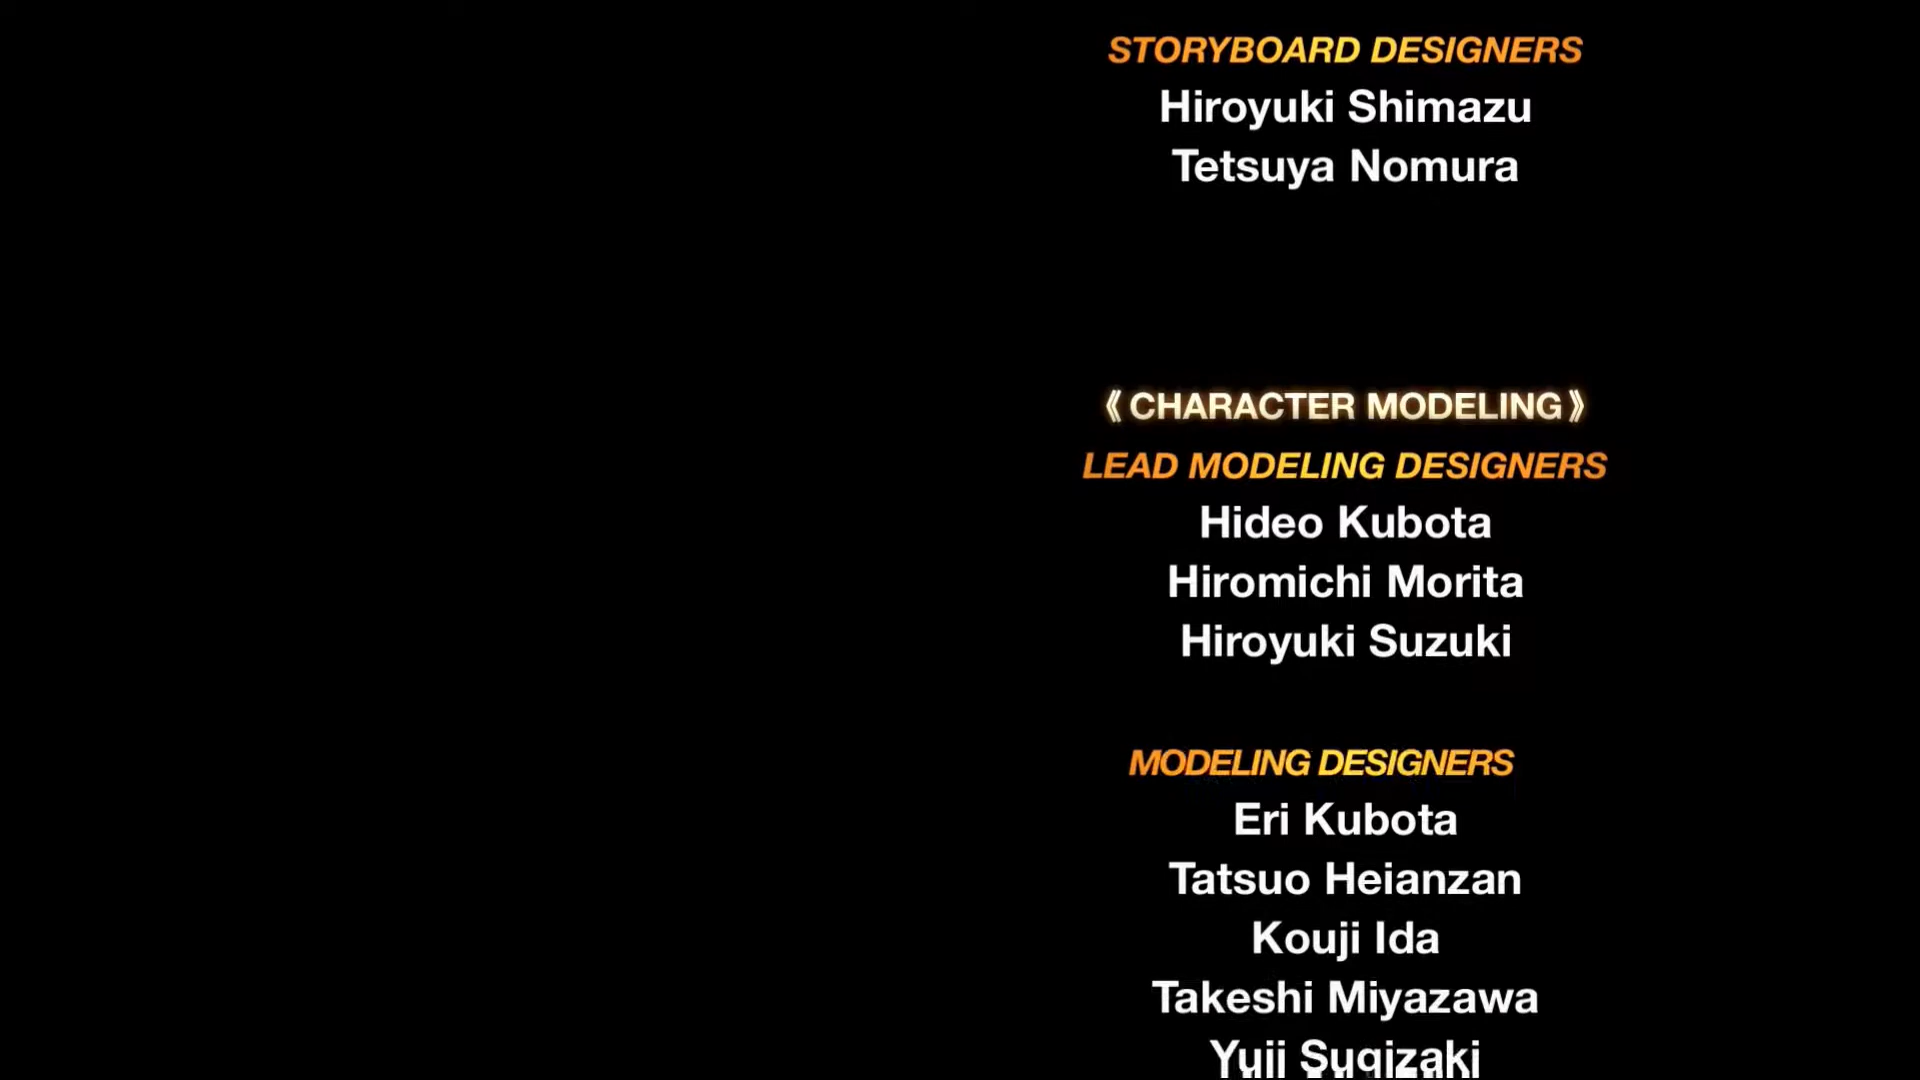 STORYBOARD DESIGNERS
Hiroyuki Shimazu
Tetsuya Nomura
《CHARACTER MODELING》
LEAD MODELING DESIGNERS
Hideo Kubota
Hiromichi Morita
Hiroyuki Suzuki
MODELING DESIGNERS
Eri Kubota
Tatsuo Heianzan
Kouji Ida
Takeshi Miyazawa
Yuji Sugizaki